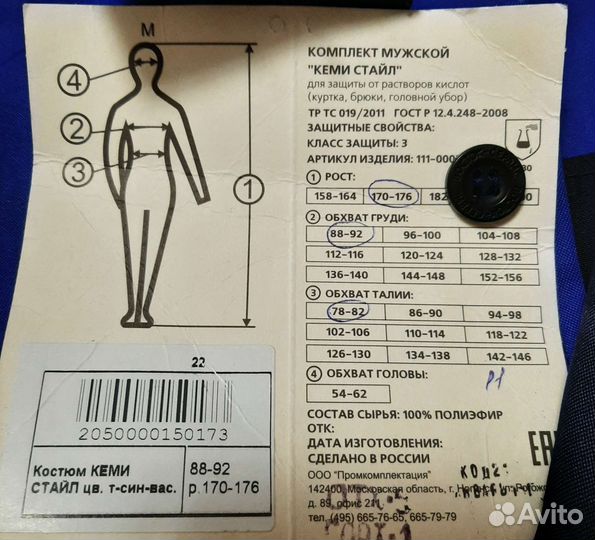 М
4
2
3
1
22
2050000150173
Костюм КЕМИ
СТАЙЛ цв. т-син-вас.
88-92
р.170-176
КОМПЛЕКТ МУЖСКОЙ
"КЕМИ СТАЙЛ"
для защиты от растворов кислот
(куртка, брюки, головной убор)
ТР ТС 019/2011 ГОСТ Р 12.4.248-2008
ЗАЩИТНЫЕ СВОЙСТВА:
КЛАСС ЗАЩИТЫ: 3
АРТИКУЛ ИЗДЕЛИЯ: 111-00
1 РОСТ:
158-164 170-176 182
2 ОБХВАТ ГРУДИ:
88-92 96-100 104-108
112-116 120-124 128-132
136-140 144-148 152-156
3 ОБХВАТ ТАЛИИ:
78-82 86-90 94-98
102-106 110-114 118-122
126-130 134-138 142-146
4 ОБХВАТ ГОЛОВЫ:
54-62
СОСТАВ СЫРЬЯ: 100% ПОЛИЭФИР
ОТК:
ДАТА ИЗГОТОВЛЕНИЯ:
СДЕЛАНО В РОССИИ
ООО "Промкомплектация"
142400, Московская область, г.
д. 89, офис 211
тел. (495) 665-76-65, 665-79-79
Avito